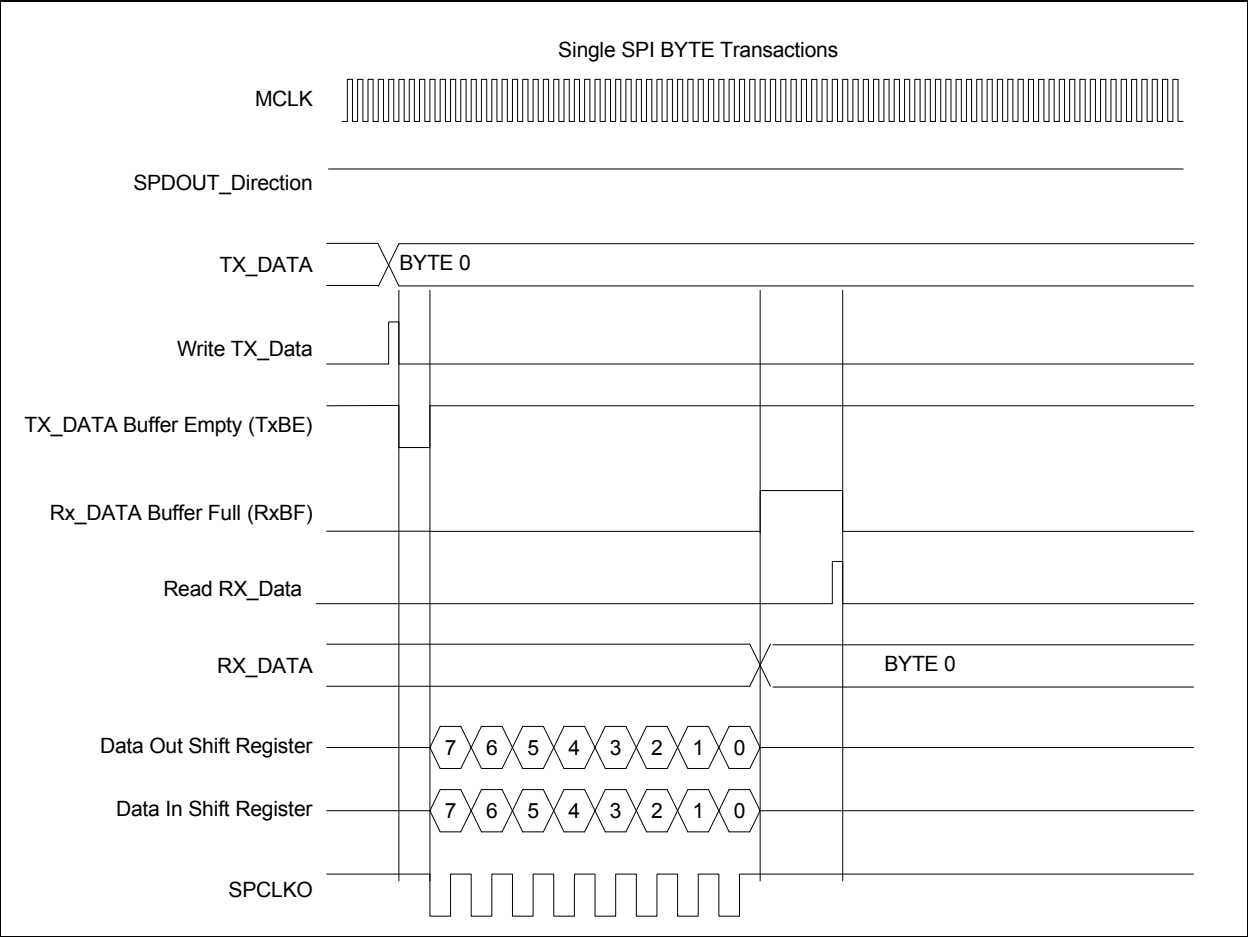 Single SPI BYTE Transactions
MCLK
SPDOUT_Direction
TX_DATA
BYTE 0
Write TX_Data
TX_DATA Buffer Empty (TxBE)
Rx_DATA Buffer Full (RxBF)
Read RX_Data
RX_DATA
BYTE 0
Data Out Shift Register
7 6 5 4 3 2 1 0
Data In Shift Register
7 6 5 4 3 2 1 0
SPCLKO